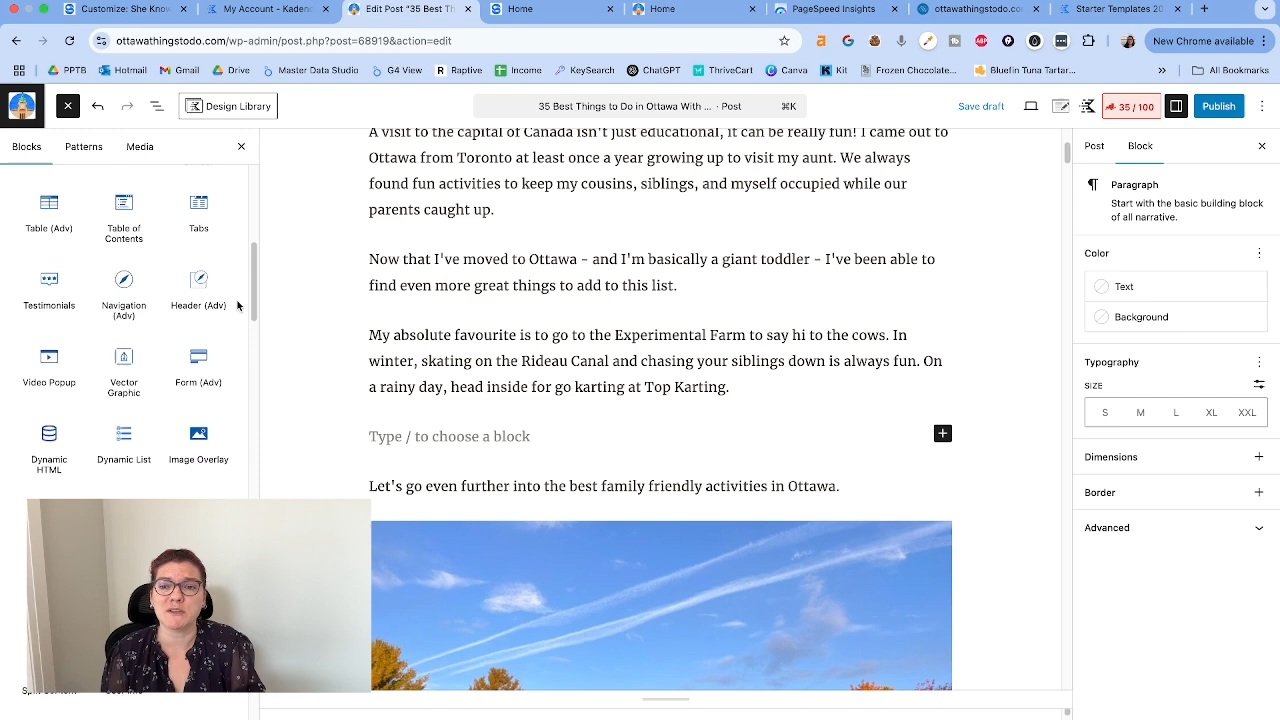 Customize: She Know
My Account - Kadenc
Edit Post "35 Best Th
Home
Home
PageSpeed Insights
ottawathingstodo.co
Starter Templates 20
ottawathingstodo.com/wp-admin/post.php?post=68919&action=edit
New Chrome available
PPTB
Hotmail
Gmail
Drive
Master Data Studio
G4 View
Raptive
Income
KeySearch
ChatGPT
ThriveCart
Canva
Kit
Frozen Chocolate...
Bluefin Tuna Tartar...
All Bookmarks
Design Library
35 Best Things to Do in Ottawa With ... · Post
⌘K
Save draft
35 / 100
Publish
Blocks
Patterns
Media
Table (Adv)
Table of
Contents
Tabs
Testimonials
Navigation
(Adv)
Header (Adv)
Video Popup
Vector
Graphic
Form (Adv)
Dynamic
HTML
Dynamic List
Image Overlay
A visit to the capital of Canada isn't just educational, it can be really fun! I came out to
Ottawa from Toronto at least once a year growing up to visit my aunt. We always
found fun activities to keep my cousins, siblings, and myself occupied while our
parents caught up.
Now that I've moved to Ottawa - and I'm basically a giant toddler - I've been able to
find even more great things to add to this list.
My absolute favourite is to go to the Experimental Farm to say hi to the cows. In
winter, skating on the Rideau Canal and chasing your siblings down is always fun. On
a rainy day, head inside for go karting at Top Karting.
Type / to choose a block
Let's go even further into the best family friendly activities in Ottawa.
Post
Block
Paragraph
Start with the basic building block
of all narrative.
Color
Text
Background
Typography
SIZE
S
M
L
XL
XXL
Dimensions
Border
Advanced